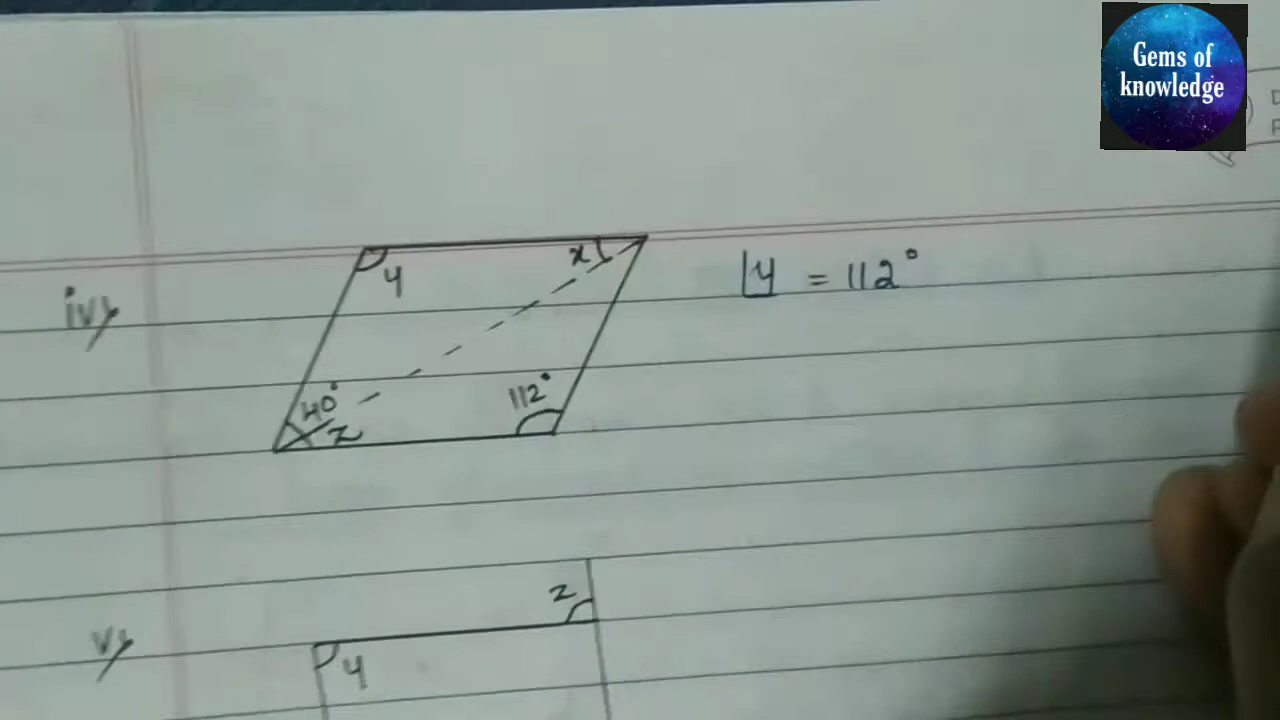 Gems of
knowledge
iv)
y
x
∠y = 112°
40°
z
112°
v)
z
y